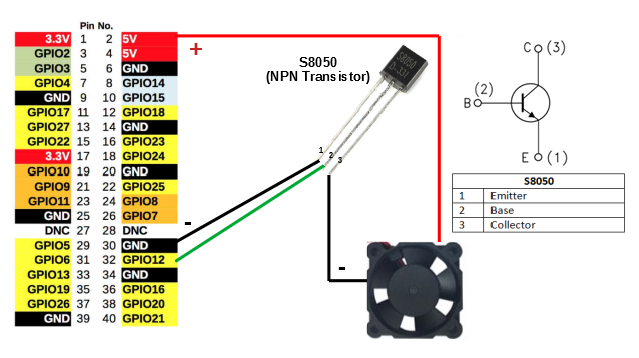 Pin No.
3.3V 1 2 5V
GPIO2 3 4 5V
GPIO3 5 6 GND
GPIO4 7 8 GPIO14
GND 9 10 GPIO15
GPIO17 11 12 GPIO18
GPIO27 13 14 GND
GPIO22 15 16 GPIO23
3.3V 17 18 GPIO24
GPIO10 19 20 GND
GPIO9 21 22 GPIO25
GPIO11 23 24 GPIO8
GND 25 26 GPIO7
DNC 27 28 DNC
GPIO5 29 30 GND
GPIO6 31 32 GPIO12
GPIO13 33 34 GND
GPIO19 35 36 GPIO16
GPIO26 37 38 GPIO20
GND 39 40 GPIO21
+
-
S8050
(NPN Transistor)
S8050
1 2 3
-
C (3)
(2)
B
E (1)
S8050
1 Emitter
2 Base
3 Collector